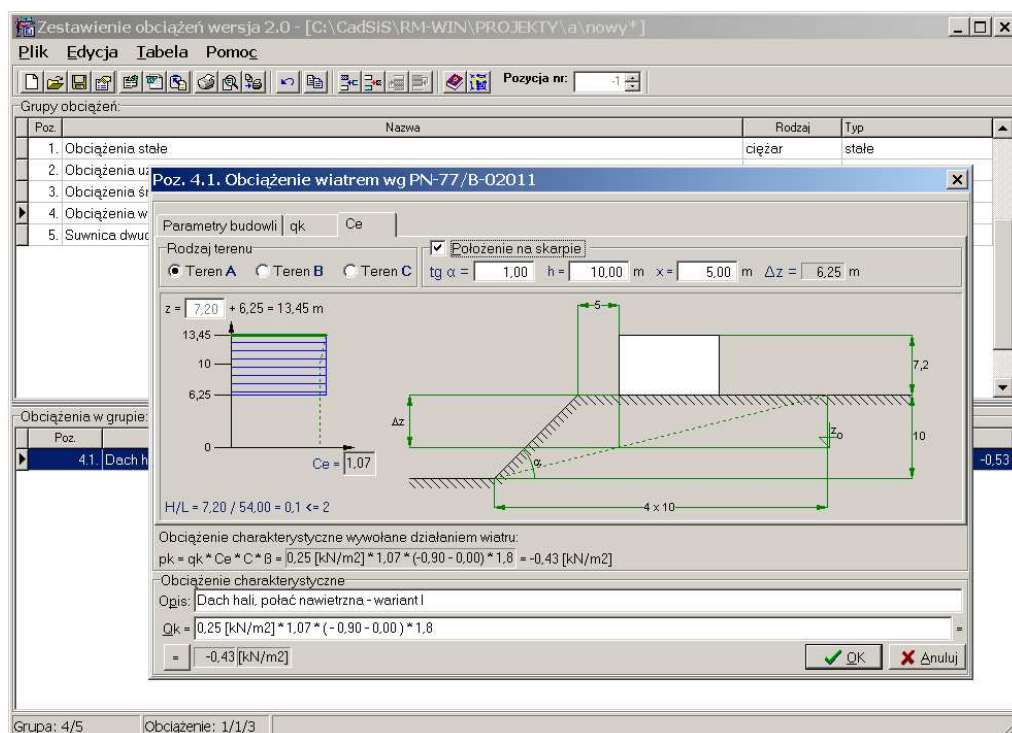 Zestawienie obciążeń wersja 2.0 - [C:\CadSiS\RM-WIN\PROJEKTY\a\nowy*]
Plik Edycja Tabela Pomoc
Pozycja nr: -1
Grupy obciążeń:
Poz. Nazwa Rodzaj Typ
1. Obciążenia stałe ciężar stałe
2. Obciążenia
3. Obciążenia
4. Obciążenia w
5. Suwnica
Poz. 4.1. Obciążenie wiatrem wg PN-77/B-02011
Parametry budowli qk Ce
Rodzaj terenu
Położenie na skarpie
Teren A Teren B Teren C
tg α = 1,00 h = 10,00 m x = 5,00 m Δz = 6,25 m
z = 7,20 + 6,25 = 13,45 m
5
13,45
10
7,2
6,25
Δz
z₀
10
0
α
Ce = 1,07
4 x 10
H/L = 7,20 / 54,00 = 0,1 <= 2
Obciążenia w grupie:
Poz.
4.1. Dach h -0,53
Obciążenie charakterystyczne wywołane działaniem wiatru:
pk = qk * Ce * C * β = 0,25 [kN/m2] * 1,07 * (-0,90 - 0,00) * 1,8 = -0,43 [kN/m2]
Obciążenie charakterystyczne
Opis: Dach hali, połać nawietrzna - wariant I
Qk = 0,25 [kN/m2] * 1,07 * ( - 0,90 - 0,00 ) * 1,8 =
= -0,43 [kN/m2]
OK Anuluj
Grupa: 4/5 Obciążenie: 1/1/3